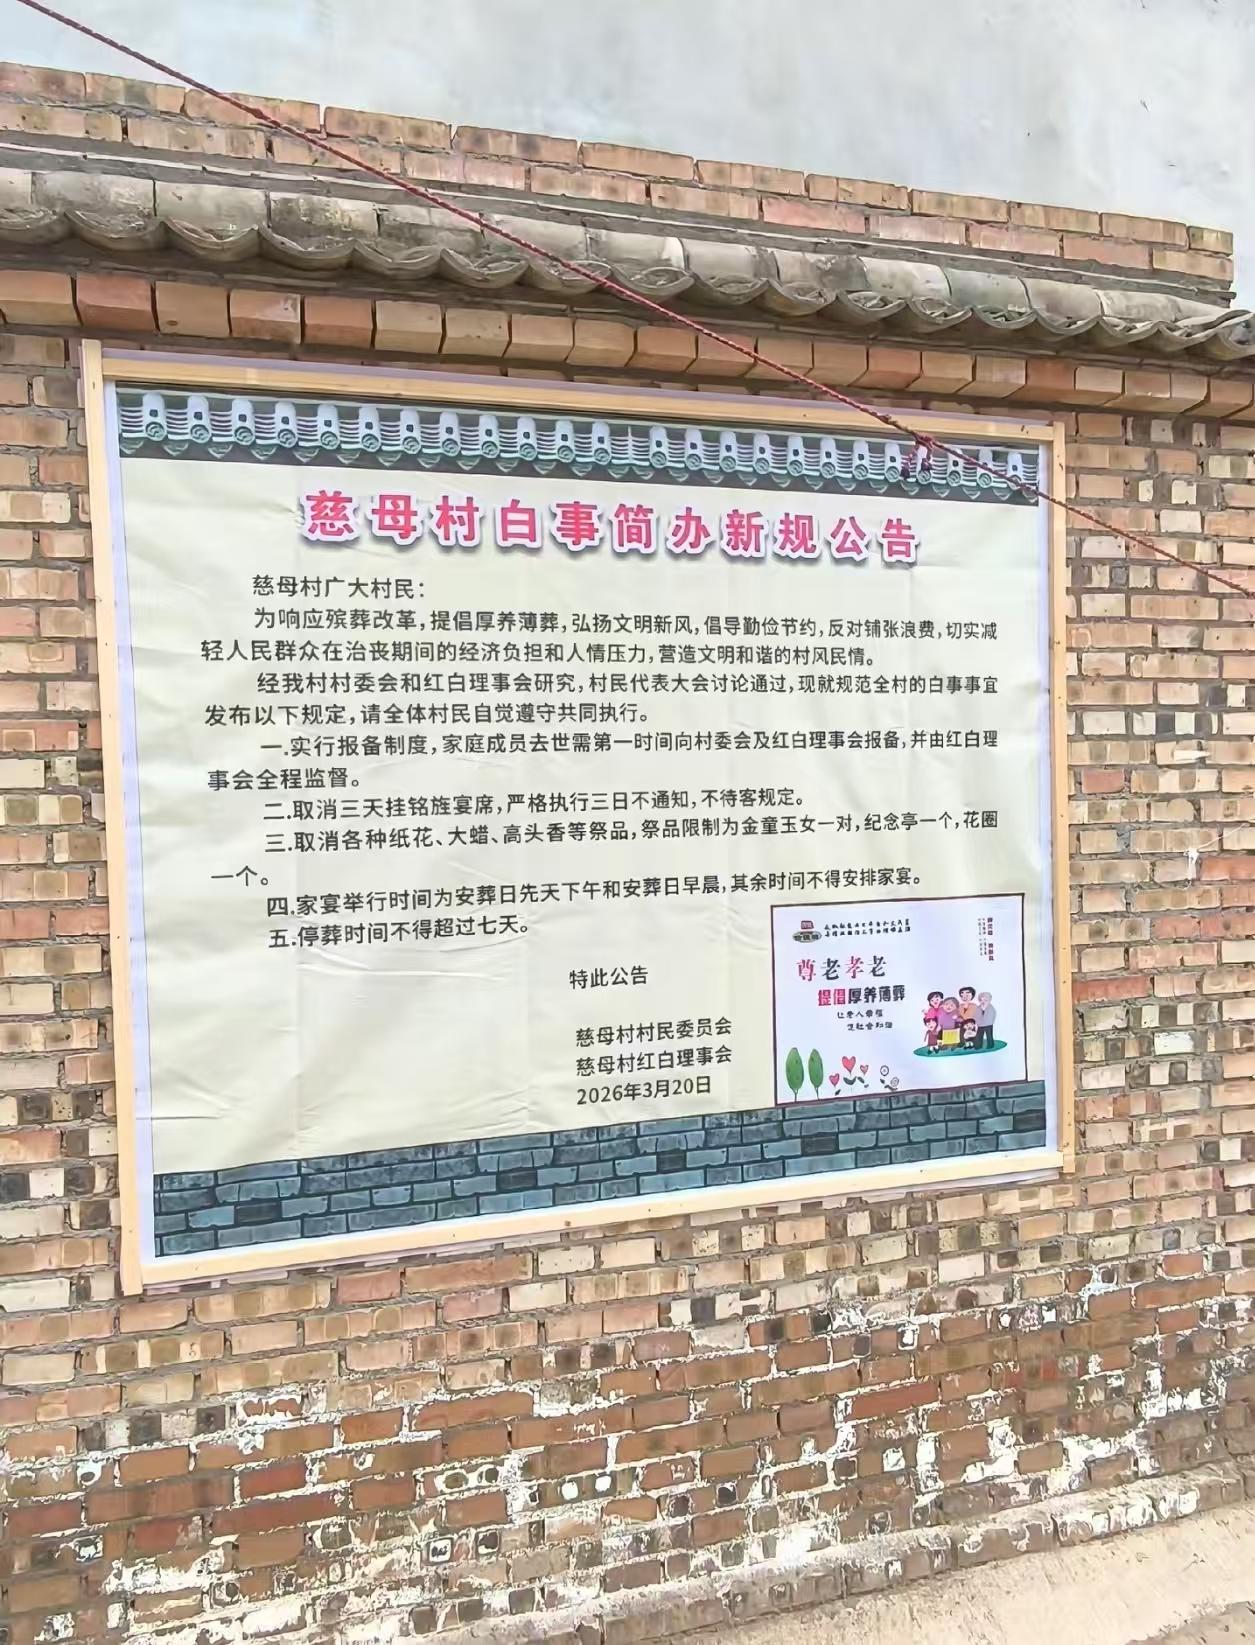 慈母村白事简办新规公告
慈母村广大村民：
为响应殡葬改革，提倡厚养薄葬，弘扬文明新风，倡导勤俭节约，反对铺张浪费，切实减
轻人民群众在治丧期间的经济负担和人情压力，营造文明和谐的村风民情。
经我村村委会和红白理事会研究，村民代表大会讨论通过，现就规范全村的白事事宜
发布以下规定，请全体村民自觉遵守共同执行。
一.实行报备制度，家庭成员去世需第一时间向村委会及红白理事会报备，并由红白理
事会全程监督。
二.取消三天挂铭旌宴席，严格执行三日不通知，不待客规定。
三.取消各种纸花、大蜡、高头香等祭品，祭品限制为金童玉女一对，纪念亭一个，花圈
一个。
四.家宴举行时间为安葬日先天下午和安葬日早晨，其余时间不得安排家宴。
五.停葬时间不得超过七天。
特此公告
慈母村村民委员会
慈母村红白理事会
2026年3月20日
尊老孝老
提倡厚养薄葬
让老人幸福